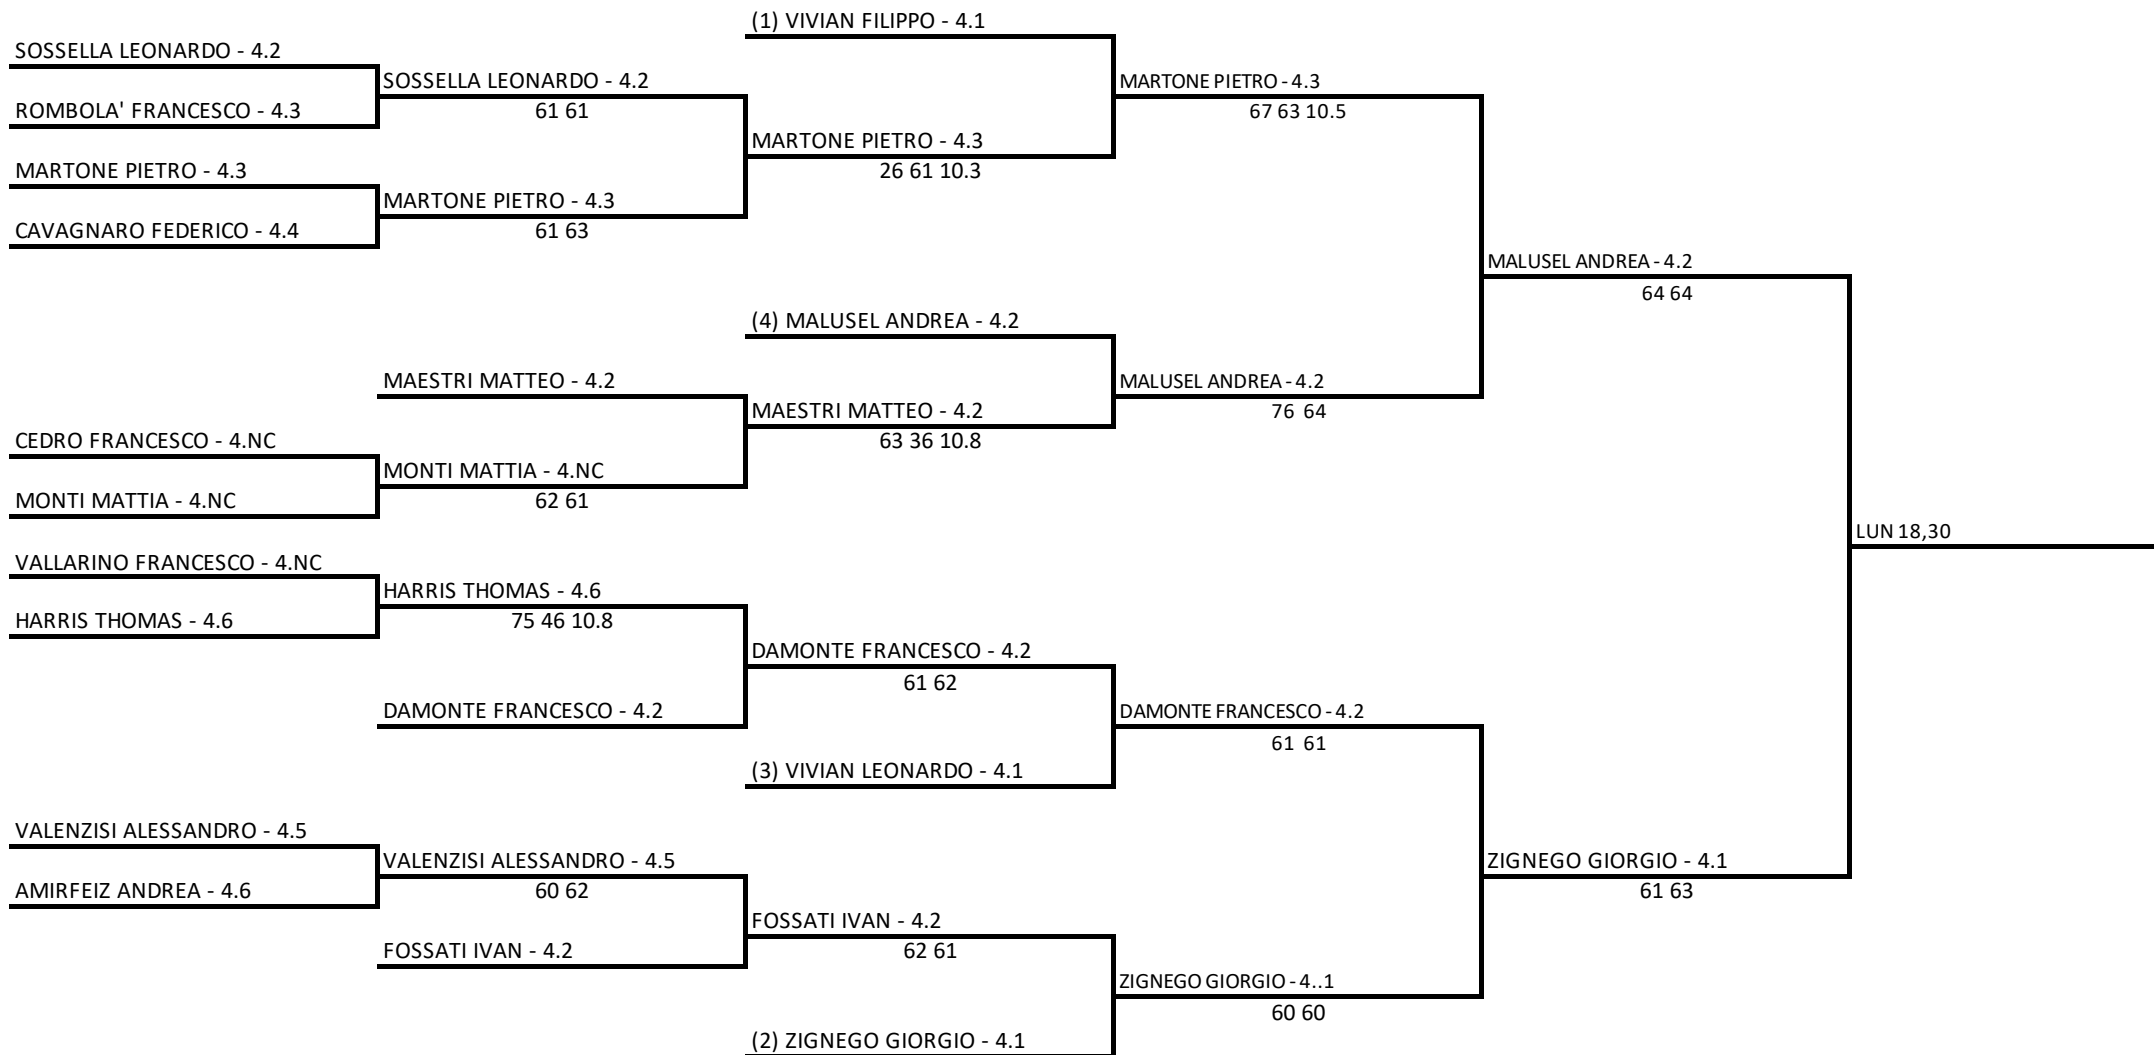 (1) VIVIAN FILIPPO - 4.1
SOSSELLA LEONARDO - 4.2
SOSSELLA LEONARDO - 4.2
MARTONE PIETRO - 4.3
ROMBOLA' FRANCESCO - 4.3
61 61
67 63 10.5
MARTONE PIETRO - 4.3
MARTONE PIETRO - 4.3
26 61 10.3
MARTONE PIETRO - 4.3
CAVAGNARO FEDERICO - 4.4
61 63
MALUSEL ANDREA - 4.2
64 64
(4) MALUSEL ANDREA - 4.2
MAESTRI MATTEO - 4.2
MALUSEL ANDREA - 4.2
MAESTRI MATTEO - 4.2
76 64
CEDRO FRANCESCO - 4.NC
63 36 10.8
MONTI MATTIA - 4.NC
MONTI MATTIA - 4.NC
62 61
LUN 18,30
VALLARINO FRANCESCO - 4.NC
HARRIS THOMAS - 4.6
HARRIS THOMAS - 4.6
75 46 10.8
DAMONTE FRANCESCO - 4.2
61 62
DAMONTE FRANCESCO - 4.2
DAMONTE FRANCESCO - 4.2
61 61
(3) VIVIAN LEONARDO - 4.1
VALENZISI ALESSANDRO - 4.5
VALENZISI ALESSANDRO - 4.5
ZIGNEGO GIORGIO - 4.1
AMIRFEIZ ANDREA - 4.6
60 62
61 63
FOSSATI IVAN - 4.2
FOSSATI IVAN - 4.2
62 61
ZIGNEGO GIORGIO - 4..1
60 60
(2) ZIGNEGO GIORGIO - 4.1